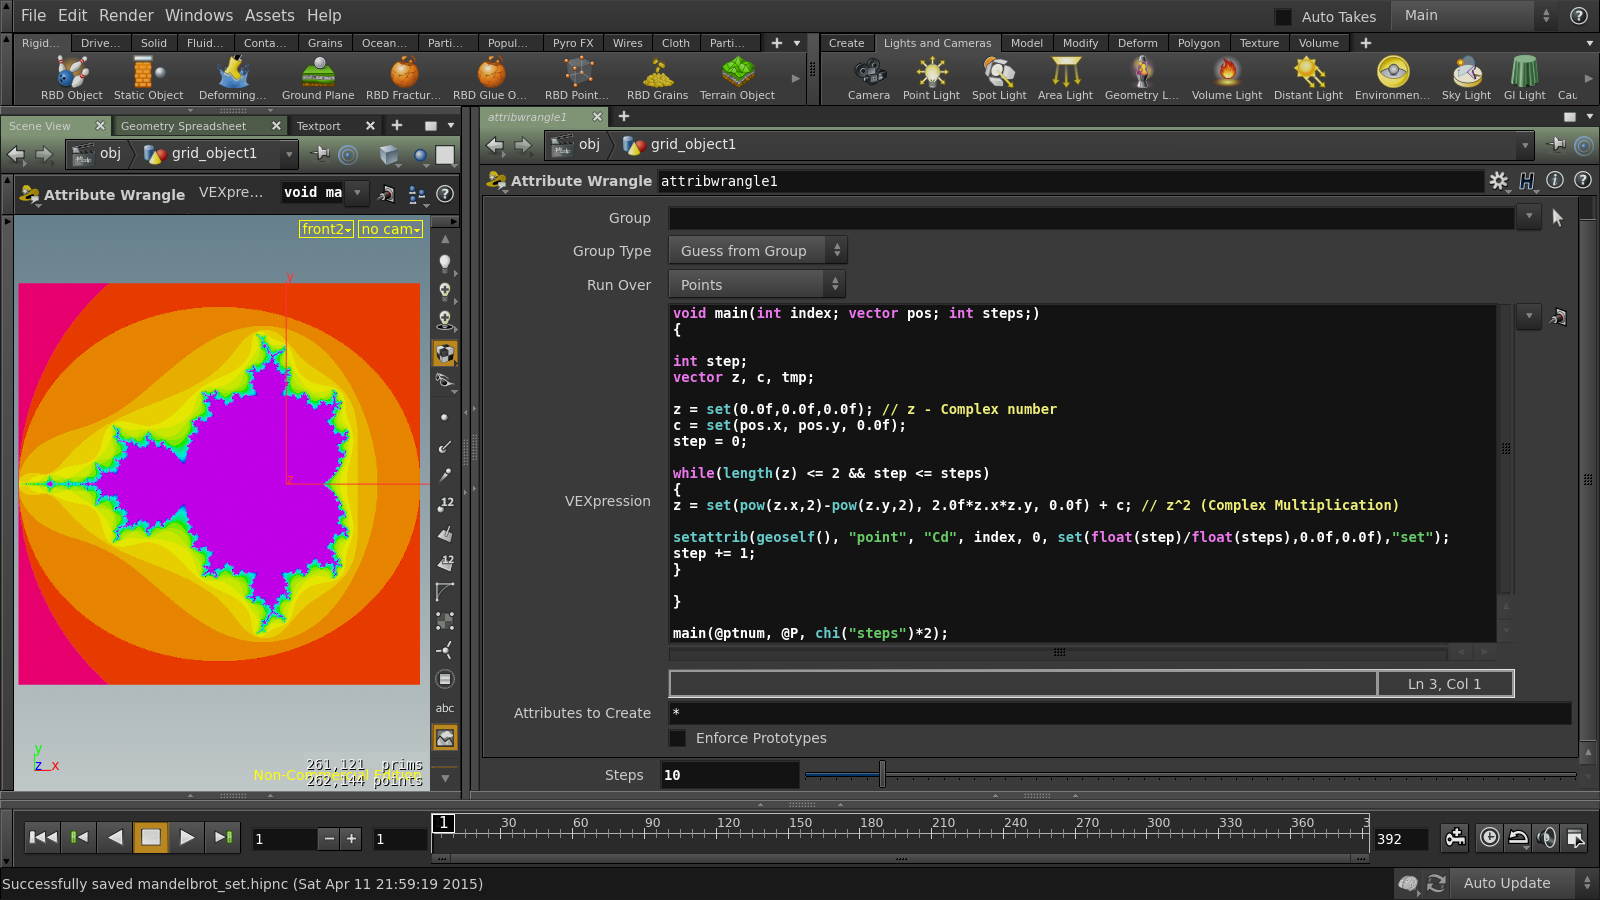 File Edit Render Windows Assets Help
Auto Takes Main
Rigid... Drive... Solid Fluid... Conta... Grains Ocean... Parti... Popul... Pyro FX Wires Cloth Parti...
Create Lights and Cameras Model Modify Deform Polygon Texture Volume
RBD Object Static Object Deforming... Ground Plane RBD Fractur... RBD Glue O... RBD Point... RBD Grains Terrain Object
Camera Point Light Spot Light Area Light Geometry L... Volume Light Distant Light Environmen... Sky Light GI Light Cau
Scene View Geometry Spreadsheet Textport
attribwrangle1
obj grid_object1
obj grid_object1
Attribute Wrangle VEXpre... void ma
Attribute Wrangle attribwrangle1
front2 no cam
y
z
y
z x
12
12
abc
Non-Commercial Edition
261,121 prims
262,144 points
Group
Group Type Guess from Group
Run Over Points
VEXpression
void main(int index; vector pos; int steps;)
{
int step;
vector z, c, tmp;
z = set(0.0f,0.0f,0.0f); // z - Complex number
c = set(pos.x, pos.y, 0.0f);
step = 0;
while(length(z) <= 2 && step <= steps)
{
z = set(pow(z.x,2)-pow(z.y,2), 2.0f*z.x*z.y, 0.0f) + c; // z^2 (Complex Multiplication)
setattrib(geoself(), "point", "Cd", index, 0, set(float(step)/float(steps),0.0f,0.0f),"set");
step += 1;
}
}
main(@ptnum, @P, chi("steps")*2);
Ln 3, Col 1
Attributes to Create *
Enforce Prototypes
Steps 10
1 1
1 30 60 90 120 150 180 210 240 270 300 330 360 3
392
Successfully saved mandelbrot_set.hipnc (Sat Apr 11 21:59:19 2015)
Auto Update